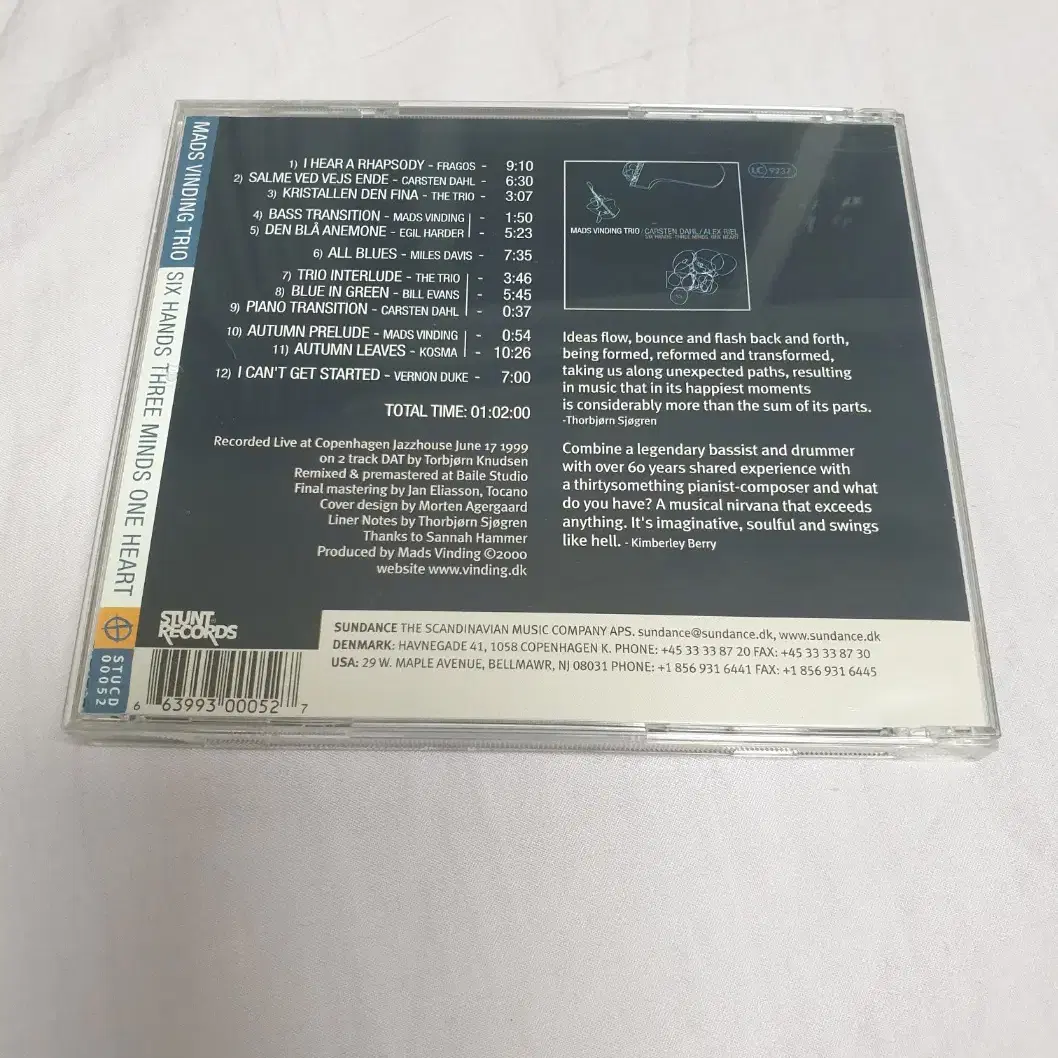 MADS VINDING TRIO SIX HANDS THREE MINDS ONE HEART
STUCD
00052
1) I HEAR A RHAPSODY - FRAGOS - 9:10
2) SALME VED VEJS ENDE - CARSTEN DAHL - 6:30
3) KRISTALLEN DEN FINA - THE TRIO - 3:07
4) BASS TRANSITION - MADS VINDING - 1:50
5) DEN BLÅ ANEMONE - EGIL HARDER - 5:23
6) ALL BLUES - MILES DAVIS - 7:35
7) TRIO INTERLUDE - THE TRIO - 3:46
8) BLUE IN GREEN - BILL EVANS - 5:45
9) PIANO TRANSITION - CARSTEN DAHL - 0:37
10) AUTUMN PRELUDE - MADS VINDING - 0:54
11) AUTUMN LEAVES - KOSMA - 10:26
12) I CAN'T GET STARTED - VERNON DUKE - 7:00
TOTAL TIME: 01:02:00
Recorded Live at Copenhagen Jazzhouse June 17 1999
on 2 track DAT by Torbjørn Knudsen
Remixed & premastered at Baile Studio
Final mastering by Jan Eliasson, Tocano
Cover design by Morten Agergaard
Liner Notes by Thorbjørn Sjøgren
Thanks to Sannah Hammer
Produced by Mads Vinding ©2000
website www.vinding.dk
LC 9237
MADS VINDING TRIO / CARSTEN DAHL / ALEX RIEL
SIX HANDS THREE MINDS ONE HEART
Ideas flow, bounce and flash back and forth,
being formed, reformed and transformed,
taking us along unexpected paths, resulting
in music that in its happiest moments
is considerably more than the sum of its parts.
-Thorbjørn Sjøgren
Combine a legendary bassist and drummer
with over 60 years shared experience with
a thirtysomething pianist-composer and what
do you have? A musical nirvana that exceeds
anything. It's imaginative, soulful and swings
like hell. - Kimberley Berry
STUNT
RECORDS
SUNDANCE THE SCANDINAVIAN MUSIC COMPANY APS. sundance@sundance.dk, www.sundance.dk
DENMARK: HAVNEGADE 41, 1058 COPENHAGEN K. PHONE: +45 33 33 87 20 FAX: +45 33 33 87 30
USA: 29 W. MAPLE AVENUE, BELLMAWR, NJ 08031 PHONE: +1 856 931 6441 FAX: +1 856 931 6445
6 63993 00052 7